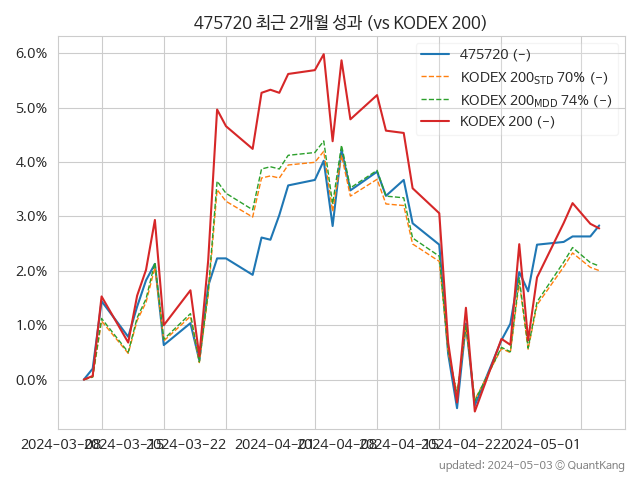 475720 최근 2개월 성과 (vs KODEX 200)
6.0%
5.0%
4.0%
3.0%
2.0%
1.0%
0.0%
475720 (-)
KODEX 200STD 70% (-)
KODEX 200MDD 74% (-)
KODEX 200 (-)
2024-03-08 2024-03-15 2024-03-22 2024-04-01 2024-04-08 2024-04-15 2024-04-22 2024-05-01
updated: 2024-05-03 © QuantKang